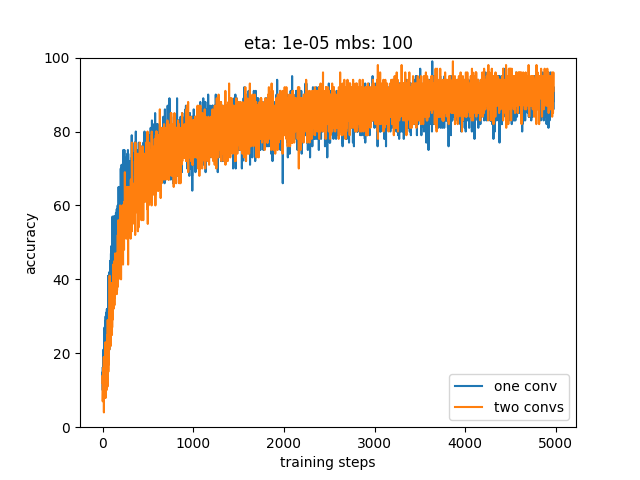 eta: 1e-05 mbs: 100
100
80
60
40
20
0
accuracy
0 1000 2000 3000 4000 5000
training steps
one conv
two convs